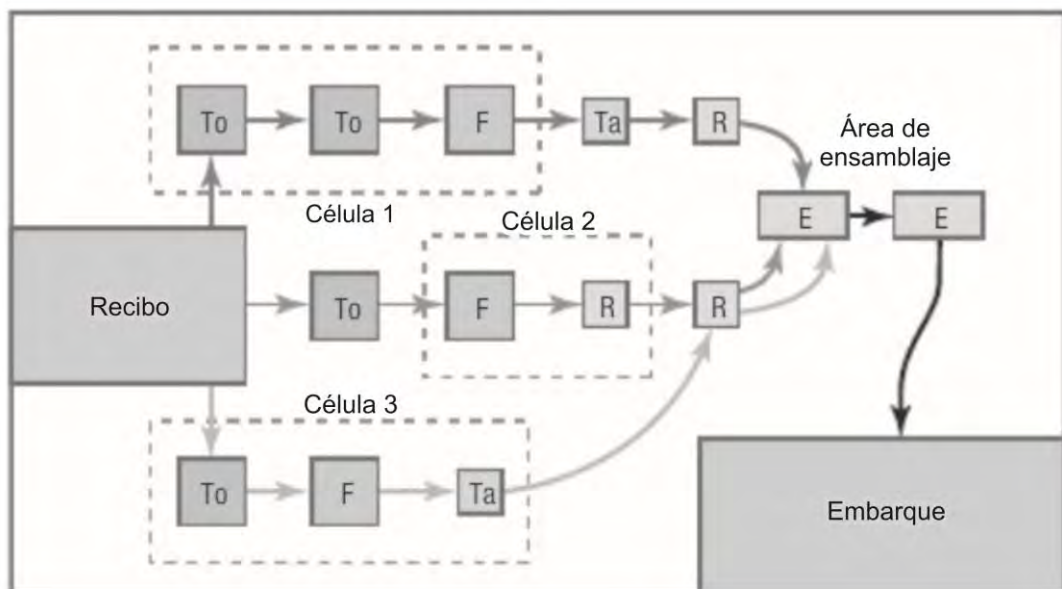 To
To
F
Ta
R
Área de
ensamblaje
Célula 1
E
E
Recibo
Célula 2
To
F
R
R
Célula 3
To
F
Ta
Embarque